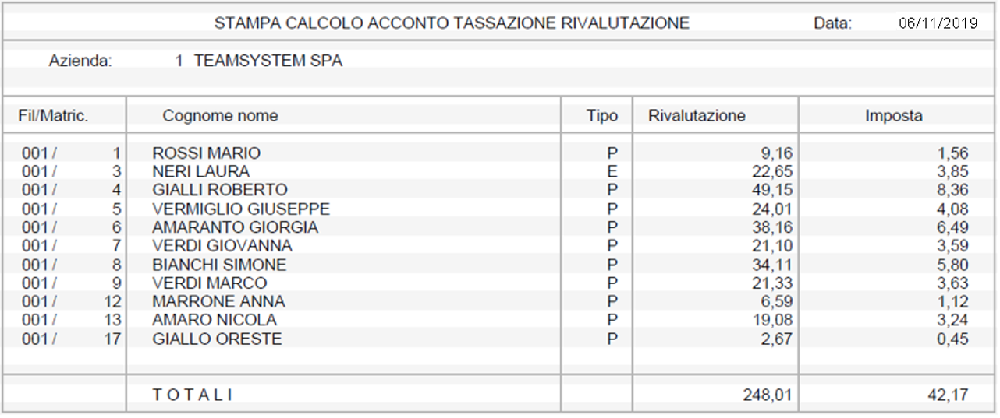 STAMPA CALCOLO ACCONTO TASSAZIONE RIVALUTAZIONE Data: 06/11/2019
Azienda: 1 TEAMSYSTEM SPA
Fil/Matric. Cognome nome Tipo Rivalutazione Imposta
001 / 1 ROSSI MARIO P 9,16 1,56
001 / 3 NERI LAURA E 22,65 3,85
001 / 4 GIALLI ROBERTO P 49,15 8,36
001 / 5 VERMIGLIO GIUSEPPE P 24,01 4,08
001 / 6 AMARANTO GIORGIA P 38,16 6,49
001 / 7 VERDI GIOVANNA P 21,10 3,59
001 / 8 BIANCHI SIMONE P 34,11 5,80
001 / 9 VERDI MARCO P 21,33 3,63
001 / 12 MARRONE ANNA P 6,59 1,12
001 / 13 AMARO NICOLA P 19,08 3,24
001 / 17 GIALLO ORESTE P 2,67 0,45
T O T A L I 248,01 42,17